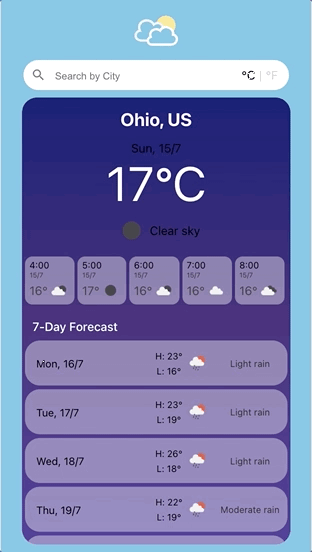 Search by City °C | °F
Ohio, US
Sun, 15/7
17°C
Clear sky
4:00 5:00 6:00 7:00 8:00
15/7 15/7 15/7 15/7 15/7
16° 17° 16° 16° 16°
7-Day Forecast
Mon, 16/7 H: 23° L: 16° Light rain
Tue, 17/7 H: 23° L: 19° Light rain
Wed, 18/7 H: 26° L: 18° Light rain
Thu, 19/7 H: 22° L: 19° Moderate rain